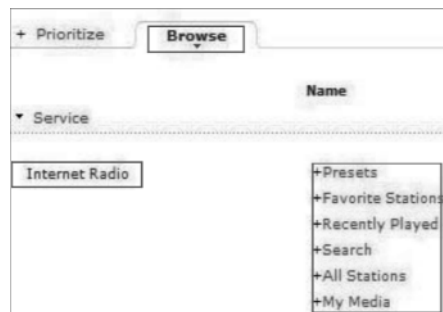 + Prioritize Browse
Name
▼ Service
Internet Radio +Presets
+Favorite Stations
+Recently Played
+Search
+All Stations
+My Media